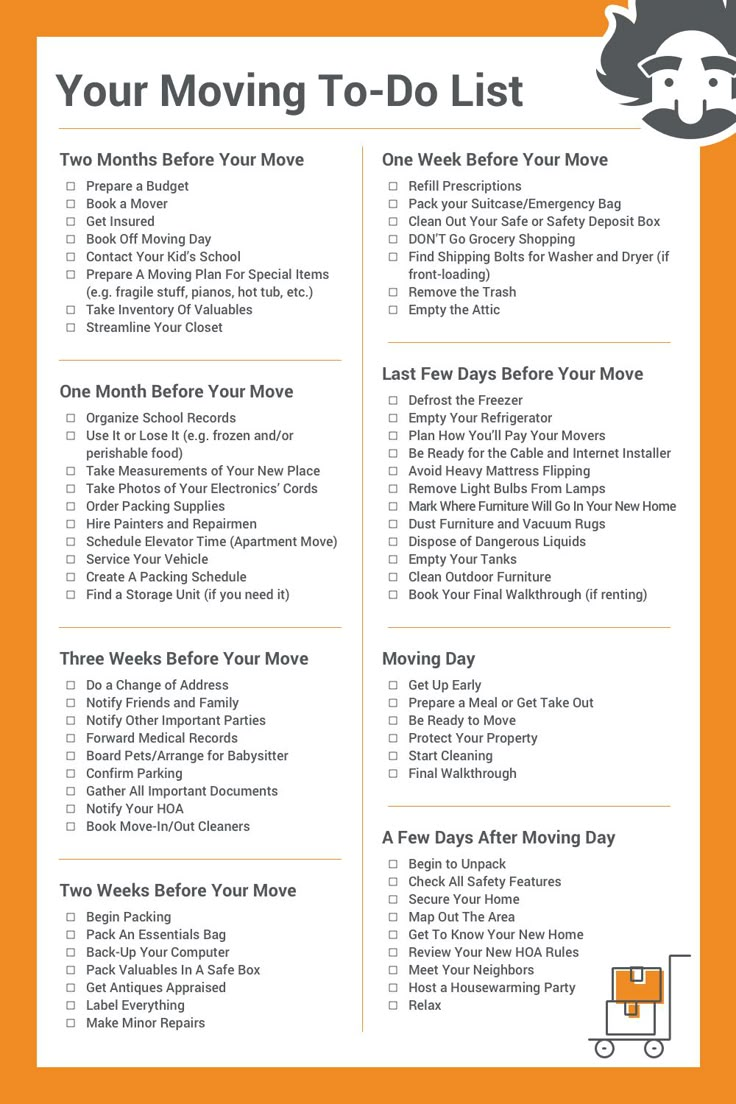 Your Moving To-Do List
Two Months Before Your Move
Prepare a Budget
Book a Mover
Get Insured
Book Off Moving Day
Contact Your Kid's School
Prepare A Moving Plan For Special Items
(e.g. fragile stuff, pianos, hot tub, etc.)
Take Inventory Of Valuables
Streamline Your Closet
One Month Before Your Move
Organize School Records
Use It or Lose It (e.g. frozen and/or
perishable food)
Take Measurements of Your New Place
Take Photos of Your Electronics' Cords
Order Packing Supplies
Hire Painters and Repairmen
Schedule Elevator Time (Apartment Move)
Service Your Vehicle
Create A Packing Schedule
Find a Storage Unit (if you need it)
Three Weeks Before Your Move
Do a Change of Address
Notify Friends and Family
Notify Other Important Parties
Forward Medical Records
Board Pets/Arrange for Babysitter
Confirm Parking
Gather All Important Documents
Notify Your HOA
Book Move-In/Out Cleaners
Two Weeks Before Your Move
Begin Packing
Pack An Essentials Bag
Back-Up Your Computer
Pack Valuables In A Safe Box
Get Antiques Appraised
Label Everything
Make Minor Repairs
One Week Before Your Move
Refill Prescriptions
Pack your Suitcase/Emergency Bag
Clean Out Your Safe or Safety Deposit Box
DON'T Go Grocery Shopping
Find Shipping Bolts for Washer and Dryer (if
front-loading)
Remove the Trash
Empty the Attic
Last Few Days Before Your Move
Defrost the Freezer
Empty Your Refrigerator
Plan How You'll Pay Your Movers
Be Ready for the Cable and Internet Installer
Avoid Heavy Mattress Flipping
Remove Light Bulbs From Lamps
Mark Where Furniture Will Go In Your New Home
Dust Furniture and Vacuum Rugs
Dispose of Dangerous Liquids
Empty Your Tanks
Clean Outdoor Furniture
Book Your Final Walkthrough (if renting)
Moving Day
Get Up Early
Prepare a Meal or Get Take Out
Be Ready to Move
Protect Your Property
Start Cleaning
Final Walkthrough
A Few Days After Moving Day
Begin to Unpack
Check All Safety Features
Secure Your Home
Map Out The Area
Get To Know Your New Home
Review Your New HOA Rules
Meet Your Neighbors
Host a Housewarming Party
Relax